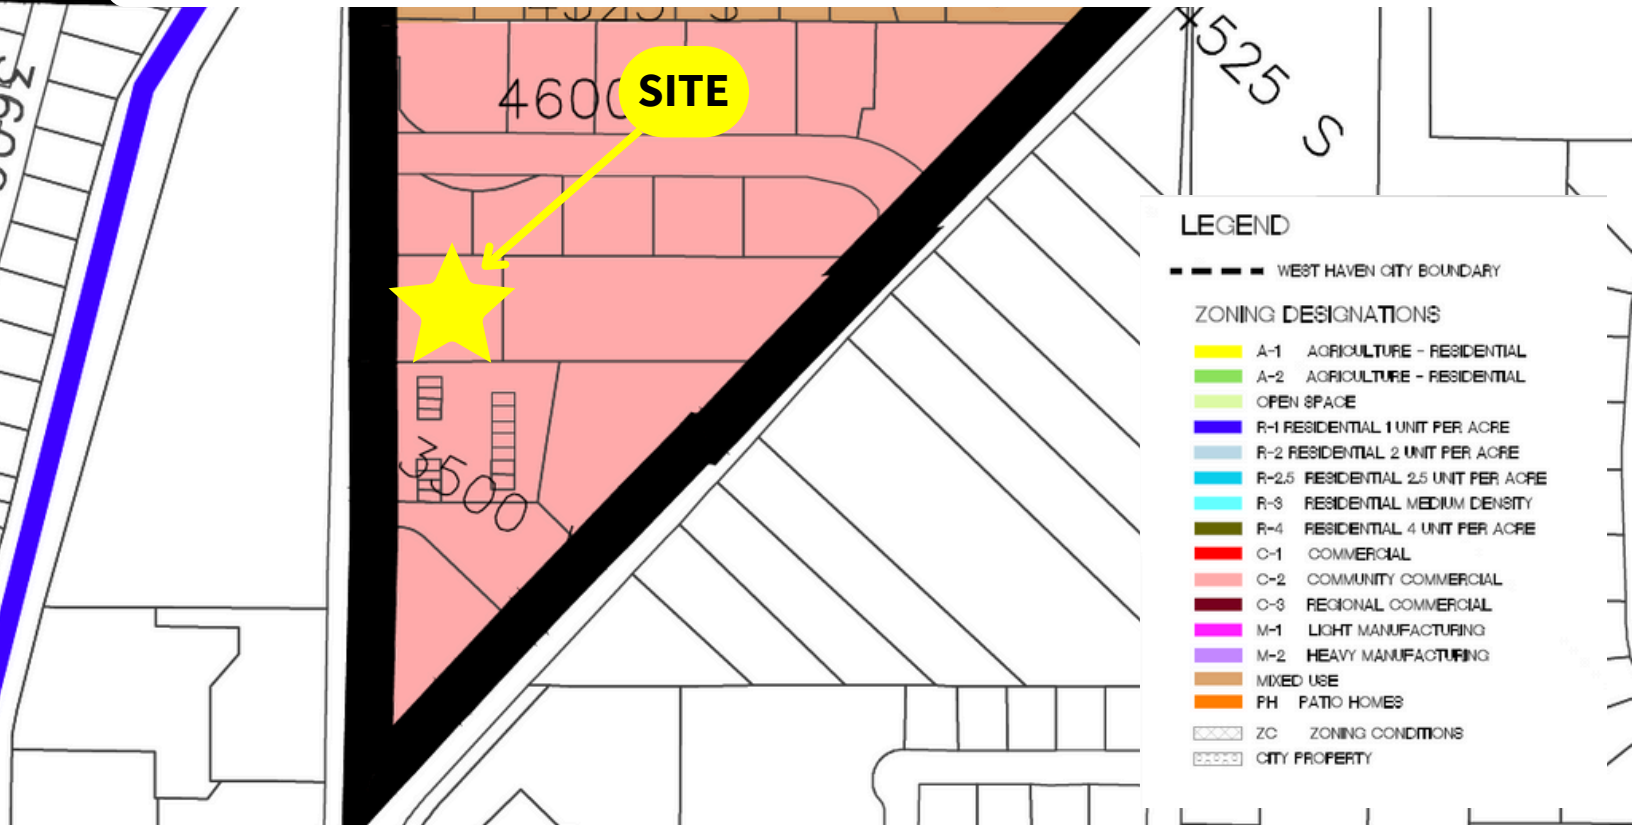 4600
SITE
4525 S
3500 W
LEGEND
WEST HAVEN CITY BOUNDARY
ZONING DESIGNATIONS
A-1 AGRICULTURE - RESIDENTIAL
A-2 AGRICULTURE - RESIDENTIAL
OPEN SPACE
R-1 RESIDENTIAL 1 UNIT PER ACRE
R-2 RESIDENTIAL 2 UNIT PER ACRE
R-2.5 RESIDENTIAL 2.5 UNIT PER ACRE
R-3 RESIDENTIAL MEDIUM DENSITY
R-4 RESIDENTIAL 4 UNIT PER ACRE
C-1 COMMERCIAL
C-2 COMMUNITY COMMERCIAL
C-3 REGIONAL COMMERCIAL
M-1 LIGHT MANUFACTURING
M-2 HEAVY MANUFACTURING
MIXED USE
PH PATIO HOMES
ZC ZONING CONDITIONS
CITY PROPERTY